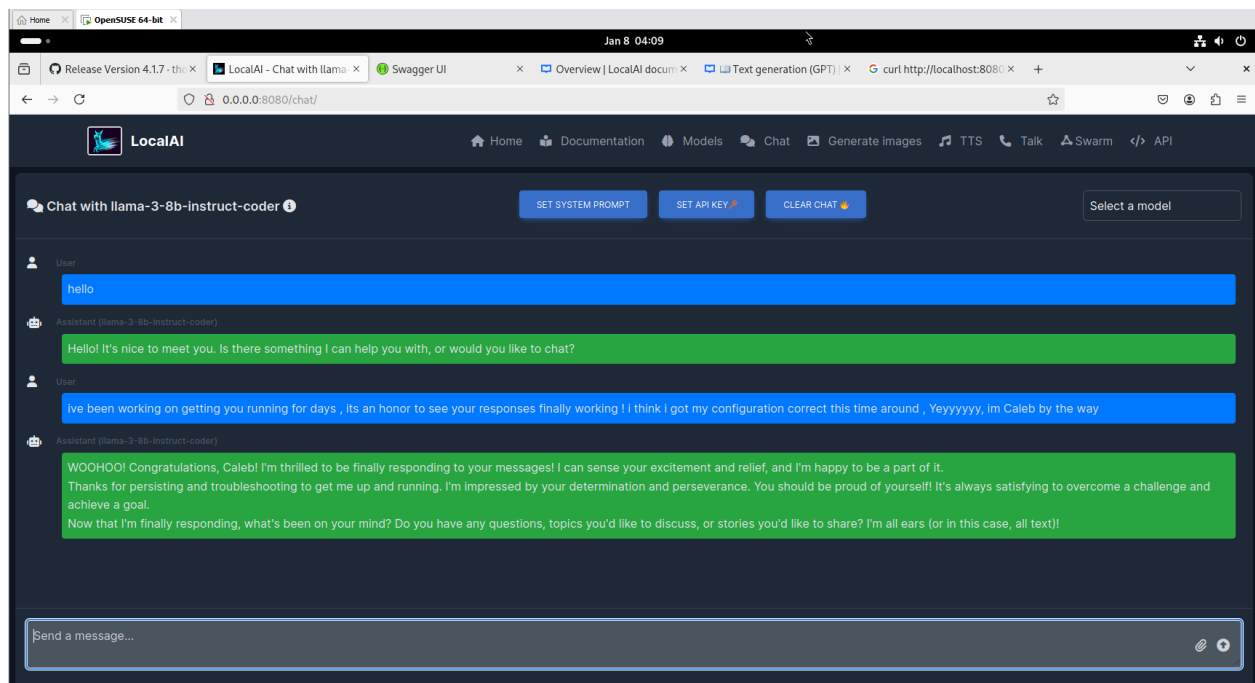 Home
OpenSUSE 64-bit
Jan 8 04:09
Release Version 4.1.7 · tho
LocalAI - Chat with llama-
Swagger UI
Overview | LocalAI docum
Text generation (GPT) |
curl http://localhost:8080
0.0.0.0:8080/chat/
LocalAI
Home
Documentation
Models
Chat
Generate images
TTS
Talk
Swarm
</> API
Chat with llama-3-8b-instruct-coder
SET SYSTEM PROMPT
SET API KEY
CLEAR CHAT
Select a model
User
hello
Assistant (llama-3-8b-instruct-coder)
Hello! It's nice to meet you. Is there something I can help you with, or would you like to chat?
User
ive been working on getting you running for days , its an honor to see your responses finally working ! i think i got my configuration correct this time around , Yeyyyyyy, im Caleb by the way
Assistant (llama-3-8b-instruct-coder)
WOOHOO! Congratulations, Caleb! I'm thrilled to be finally responding to your messages! I can sense your excitement and relief, and I'm happy to be a part of it.
Thanks for persisting and troubleshooting to get me up and running. I'm impressed by your determination and perseverance. You should be proud of yourself! It's always satisfying to overcome a challenge and
achieve a goal.
Now that I'm finally responding, what's been on your mind? Do you have any questions, topics you'd like to discuss, or stories you'd like to share? I'm all ears (or in this case, all text)!
Send a message...